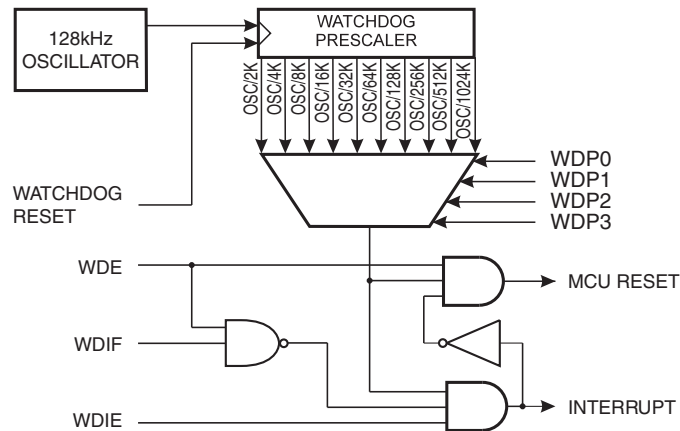 128kHz
OSCILLATOR
WATCHDOG
PRESCALER
OSC/2K
OSC/4K
OSC/8K
OSC/16K
OSC/32K
OSC/64K
OSC/128K
OSC/256K
OSC/512K
OSC/1024K
WATCHDOG
RESET
WDP0
WDP1
WDP2
WDP3
WDE
MCU RESET
WDIF
WDIE
INTERRUPT